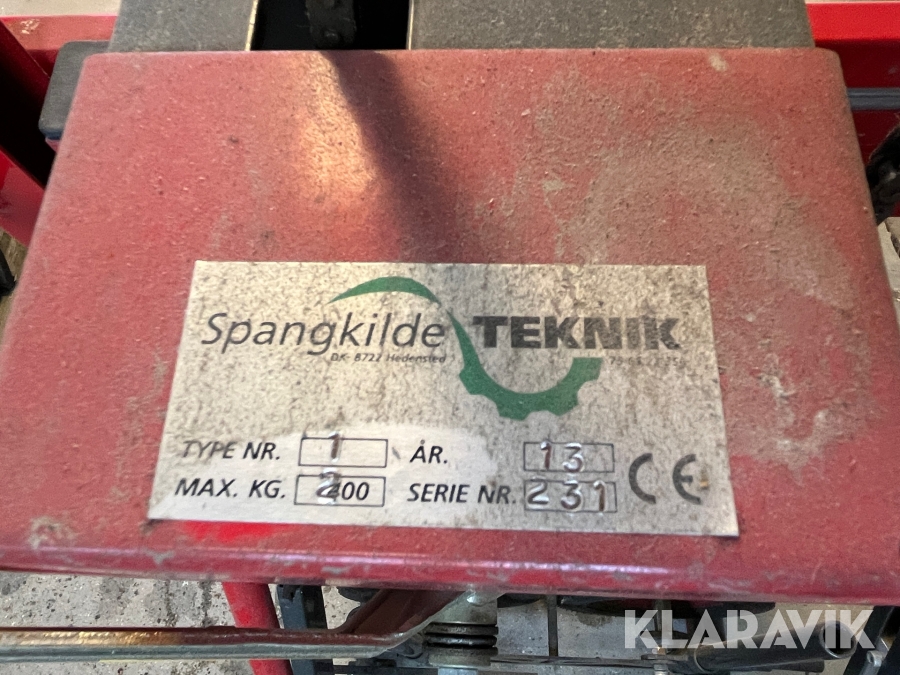 Spangkilde TEKNIK
DK- 8722 Hedensted
TYPE NR. 1 ÅR. 13
MAX. KG. 200 SERIE NR. 231 CE
KLARAVIK